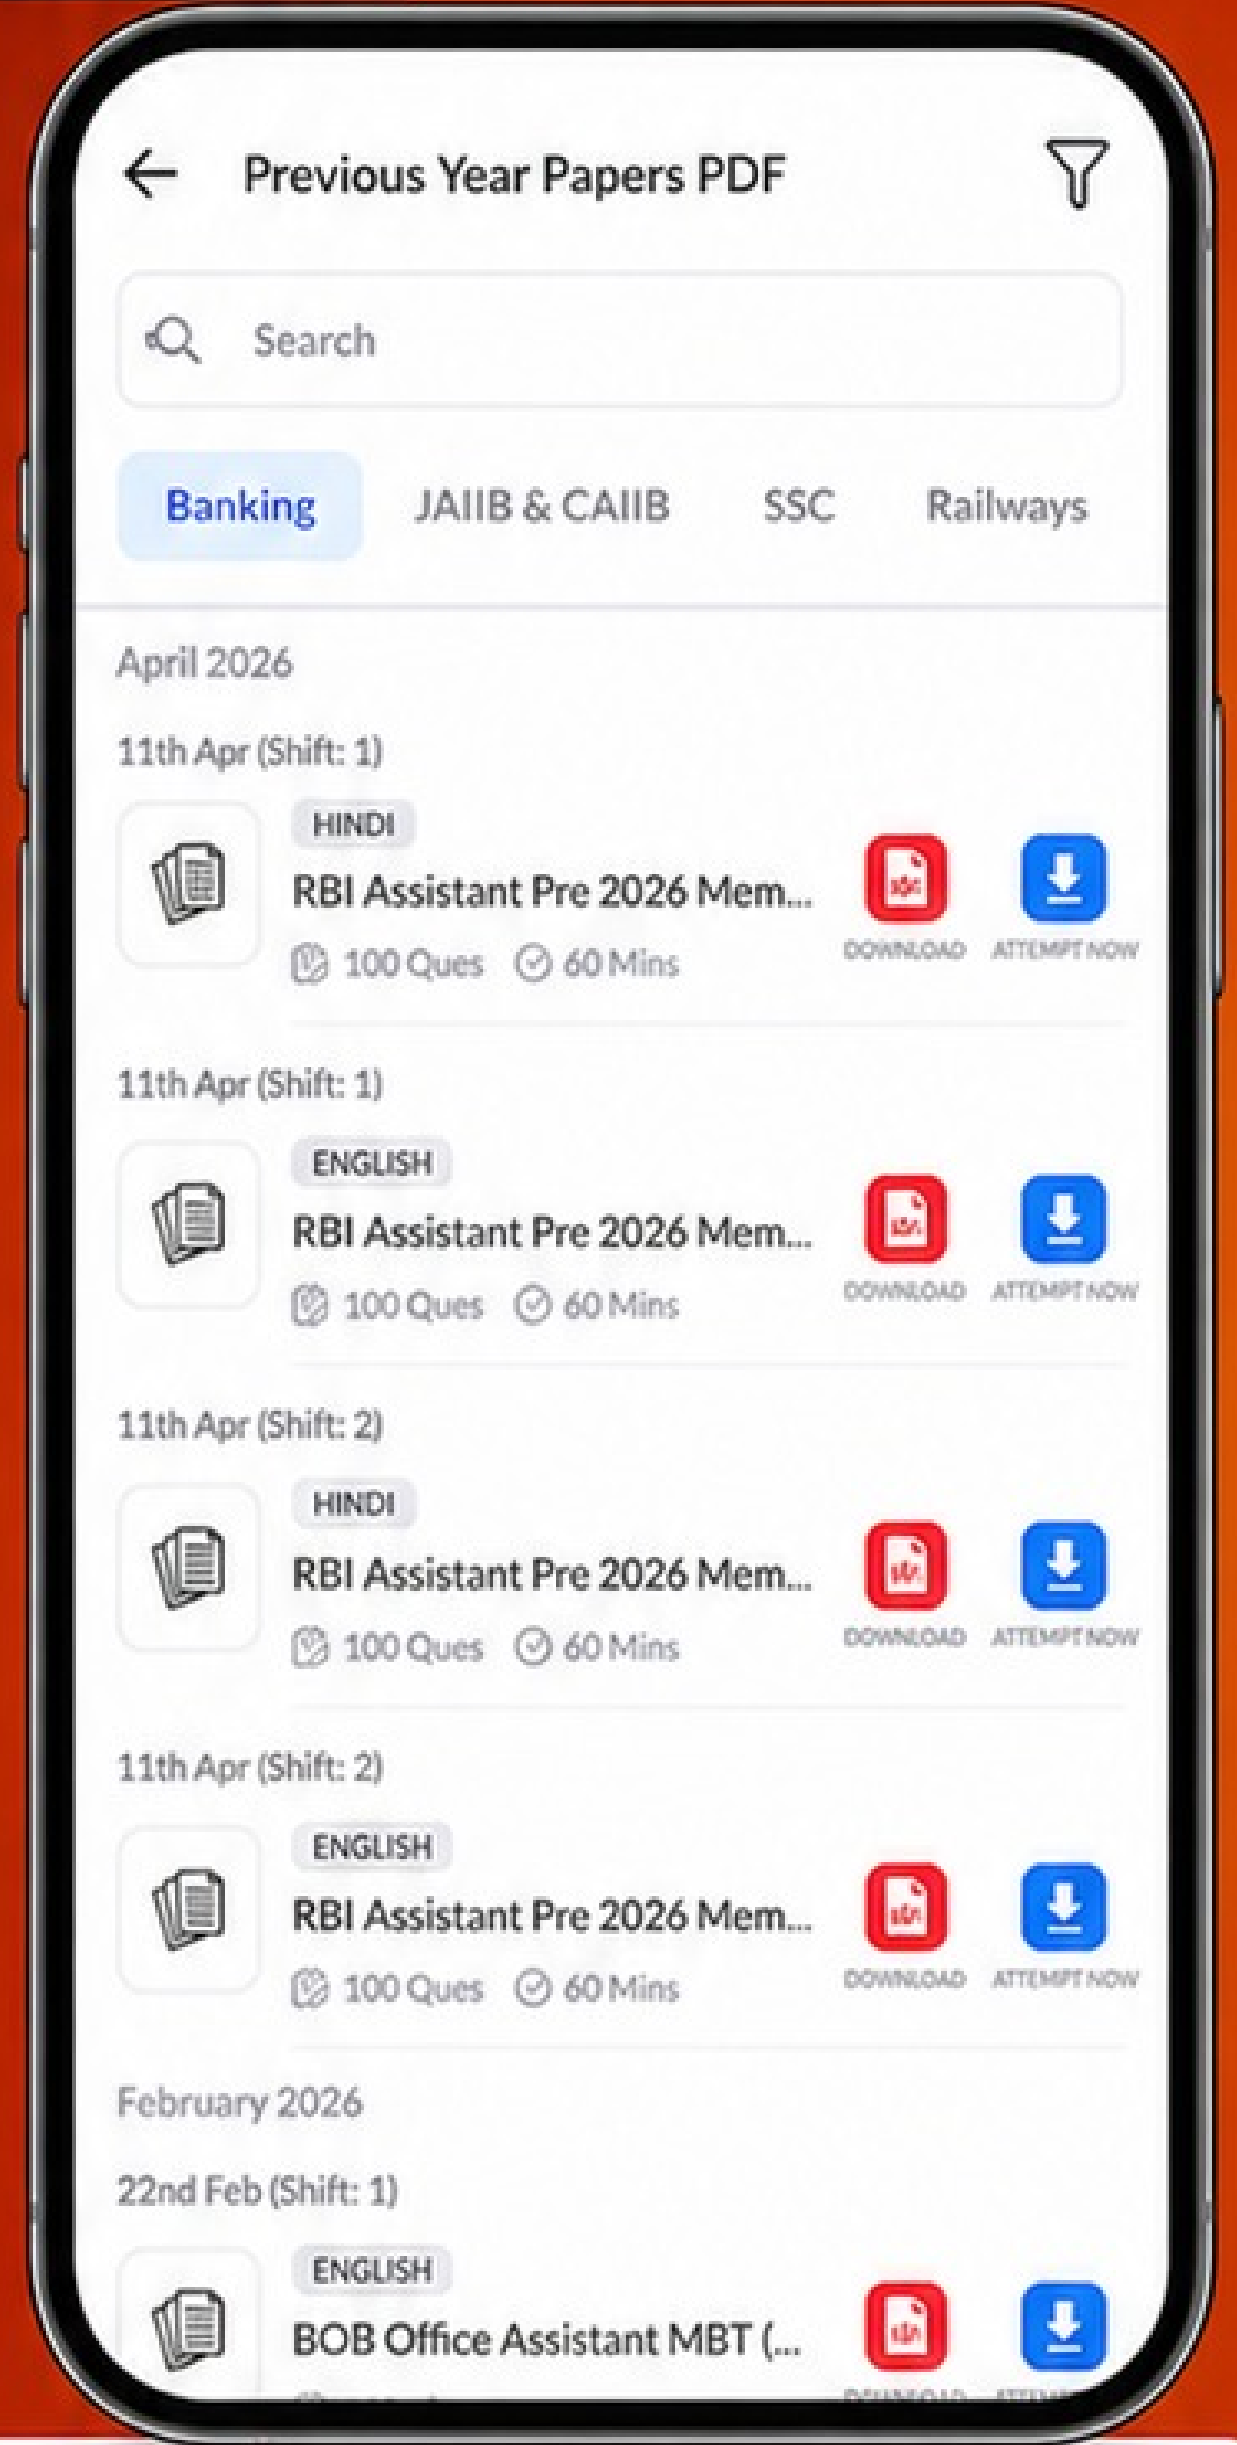 Previous Year Papers PDF
Search
Banking JAIIB & CAIIB SSC Railways
April 2026
11th Apr (Shift: 1)
HINDI
RBI Assistant Pre 2026 Mem...
100 Ques 60 Mins
DOWNLOAD ATTEMPT NOW
11th Apr (Shift: 1)
ENGLISH
RBI Assistant Pre 2026 Mem...
100 Ques 60 Mins
DOWNLOAD ATTEMPT NOW
11th Apr (Shift: 2)
HINDI
RBI Assistant Pre 2026 Mem...
100 Ques 60 Mins
DOWNLOAD ATTEMPT NOW
11th Apr (Shift: 2)
ENGLISH
RBI Assistant Pre 2026 Mem...
100 Ques 60 Mins
DOWNLOAD ATTEMPT NOW
February 2026
22nd Feb (Shift: 1)
ENGLISH
BOB Office Assistant MBT (...